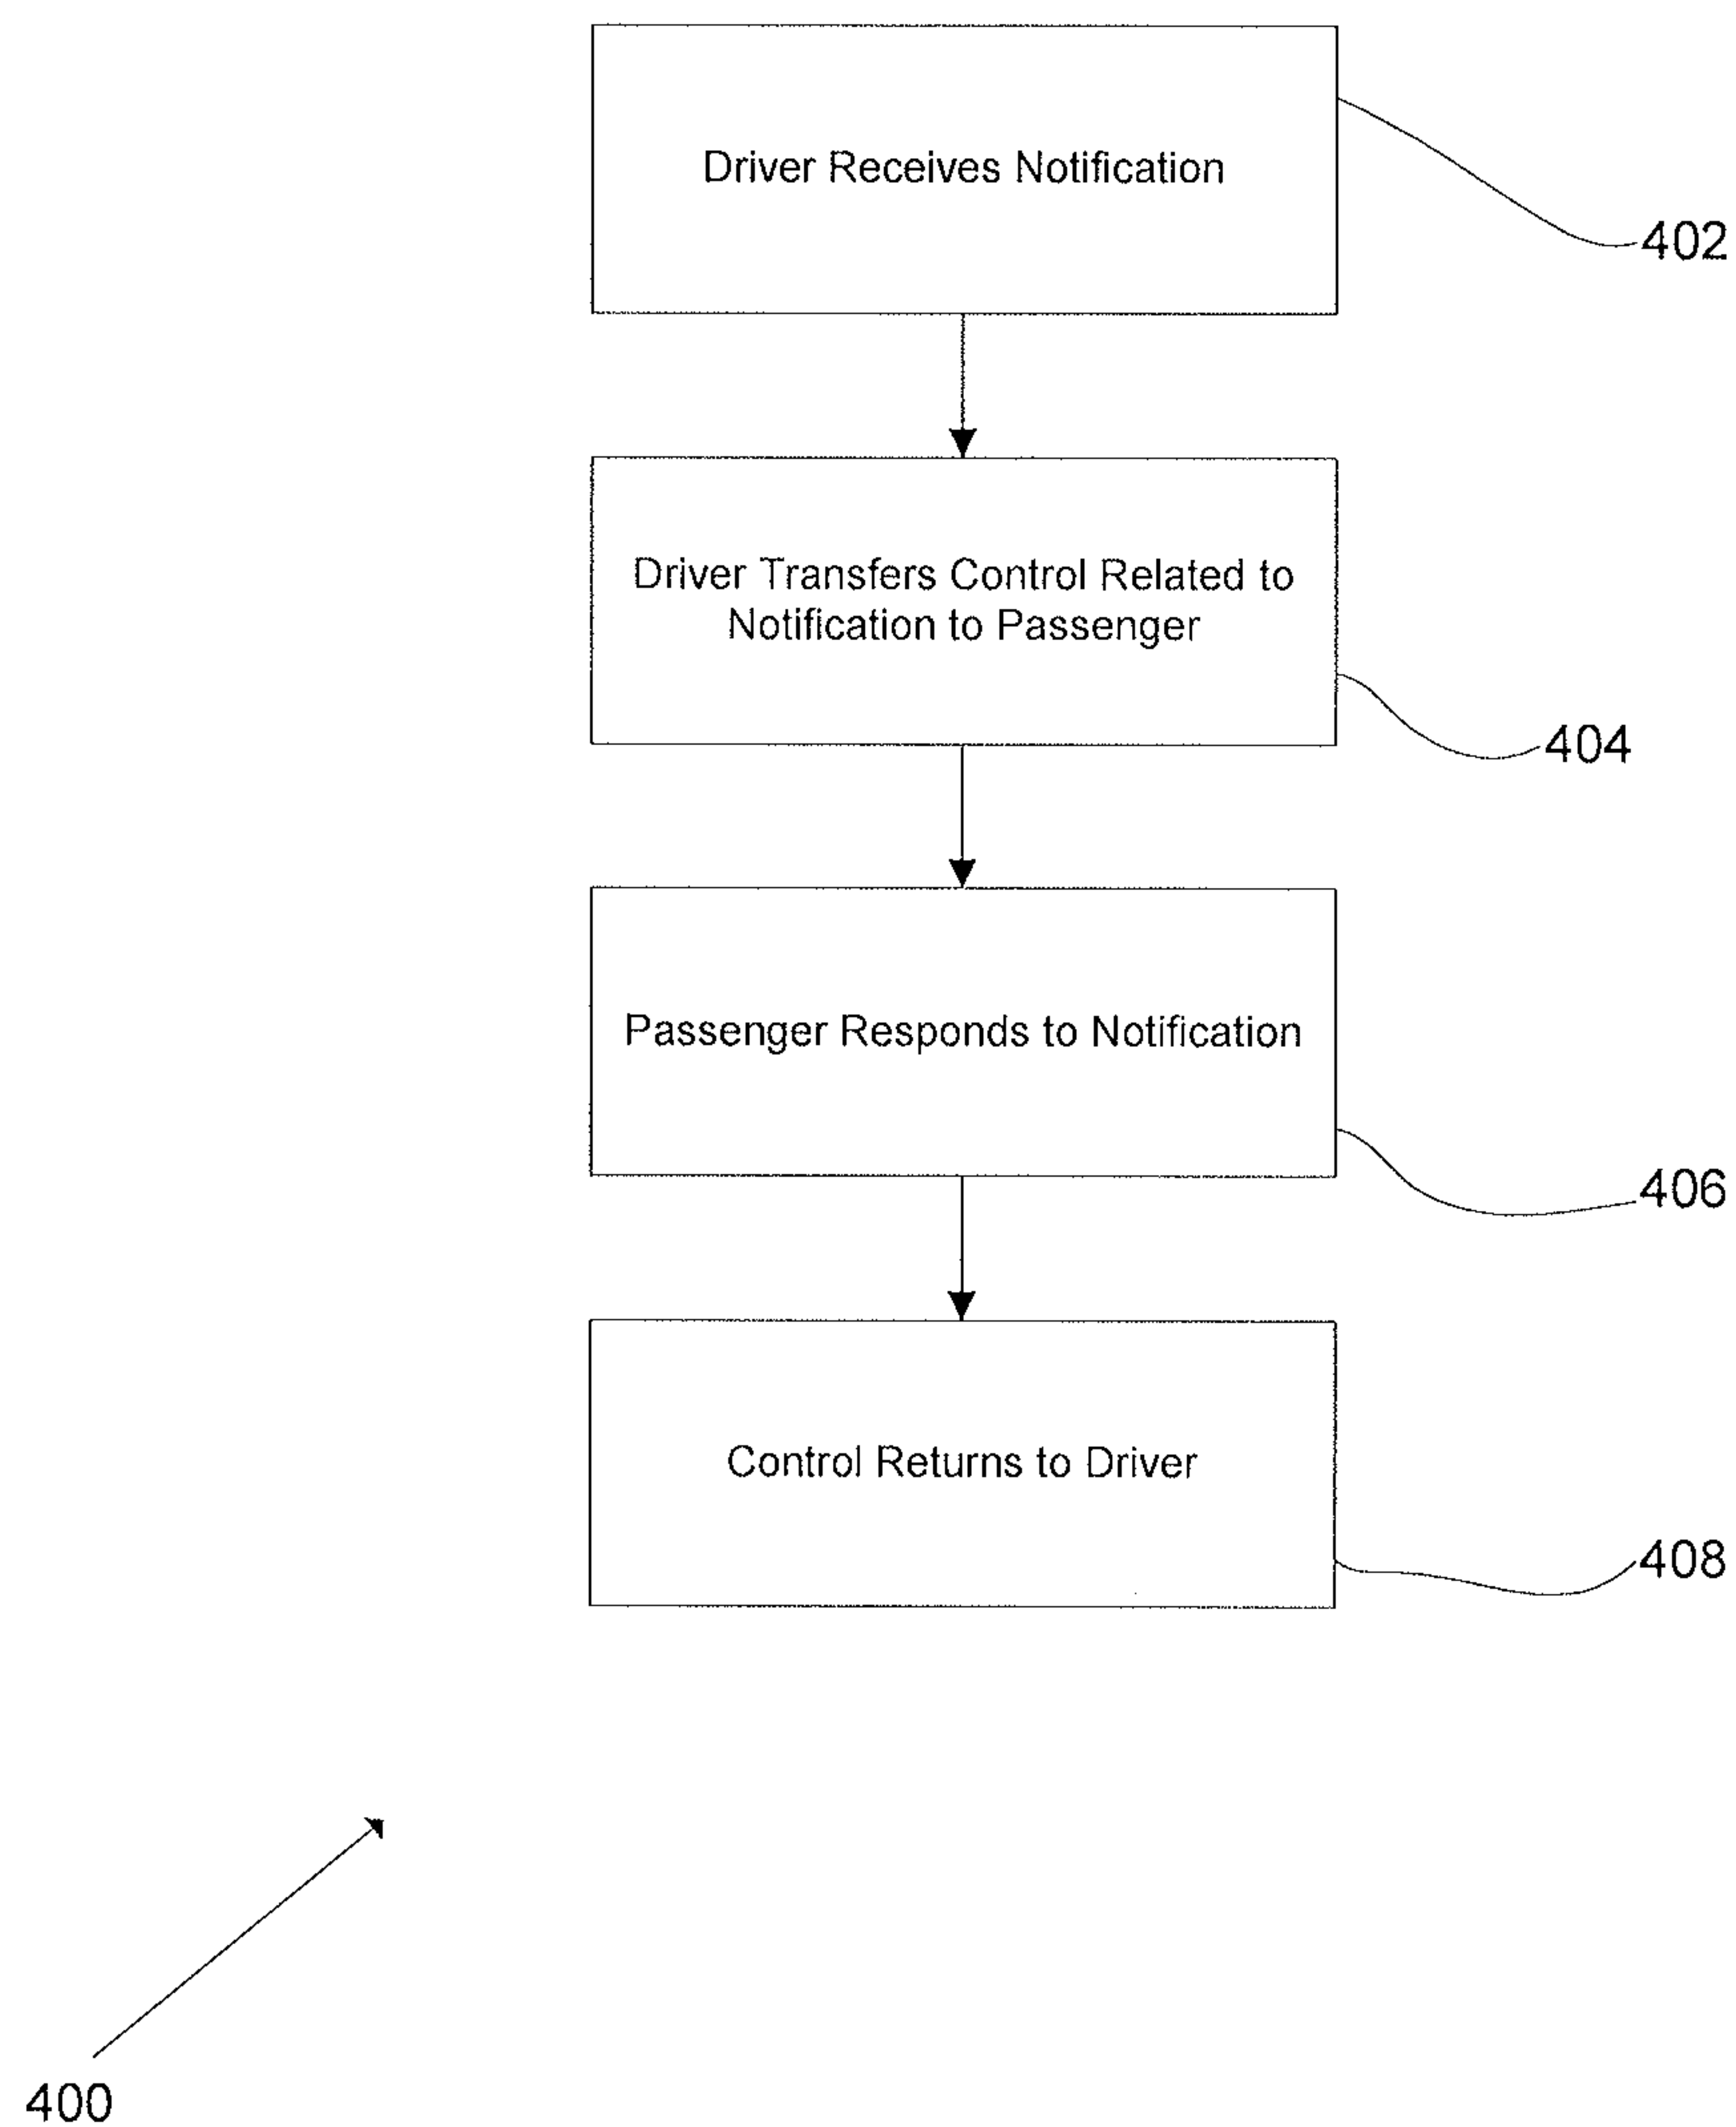 Driver Receives Notification
402
Driver Transfers Control Related to
Notification to Passenger
404
Passenger Responds to Notification
406
Control Returns to Driver
408
400